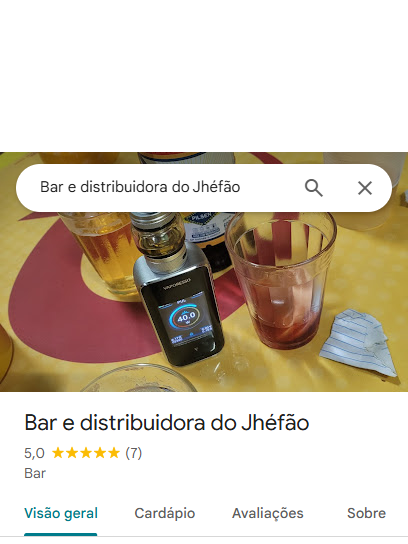 Bar e distribuidora do Jhéfão
PILSEN
VAPORESSO
40.0
Bar e distribuidora do Jhéfão
5,0 ★★★★★ (7)
Bar
Visão geral Cardápio Avaliações Sobre